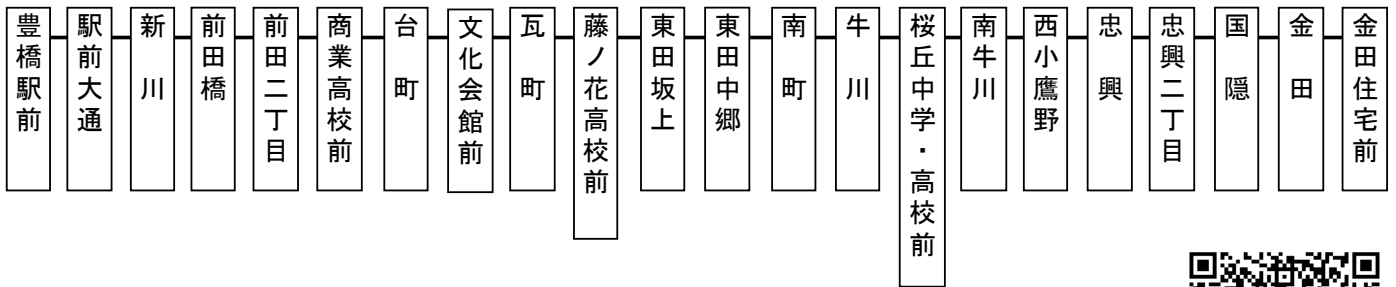 豊橋駅前
駅前大通
新川
前田橋
前田二丁目
商業高校前
台町
文化会館前
瓦町
藤ノ花高校前
東田坂上
東田中郷
南町
牛川
桜丘中学・高校前
南牛川
西小鷹野
忠興
忠興二丁目
国隠
金田
金田住宅前